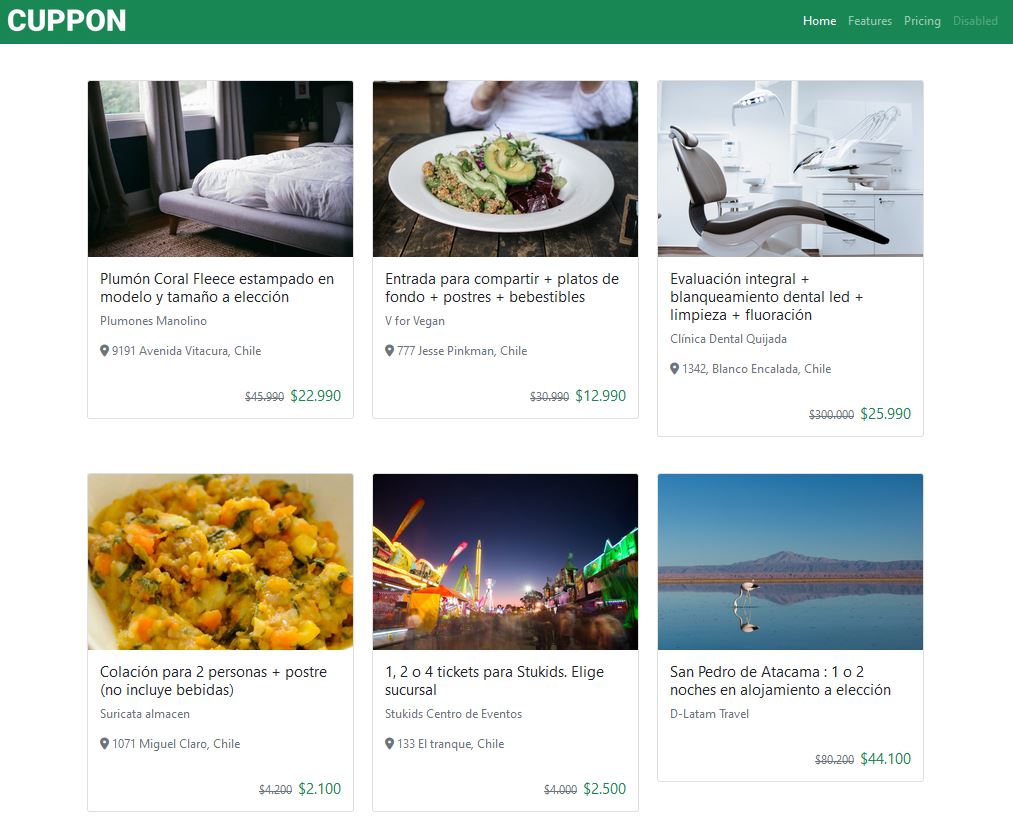 CUPPON
Home Features Pricing Disabled
Plumón Coral Fleece estampado en
modelo y tamaño a elección
Plumones Manolino
9191 Avenida Vitacura, Chile
$45.990 $22.990
Entrada para compartir + platos de
fondo + postres + bebestibles
V for Vegan
777 Jesse Pinkman, Chile
$30.990 $12.990
Evaluación integral +
blanqueamiento dental led +
limpieza + fluoración
Clínica Dental Quijada
1342, Blanco Encalada, Chile
$300.000 $25.990
Colación para 2 personas + postre
(no incluye bebidas)
Suricata almacen
1071 Miguel Claro, Chile
$4.200 $2.100
1, 2 o 4 tickets para Stukids. Elige
sucursal
Stukids Centro de Eventos
133 El tranque, Chile
$4.000 $2.500
San Pedro de Atacama : 1 o 2
noches en alojamiento a elección
D-Latam Travel
$80.200 $44.100